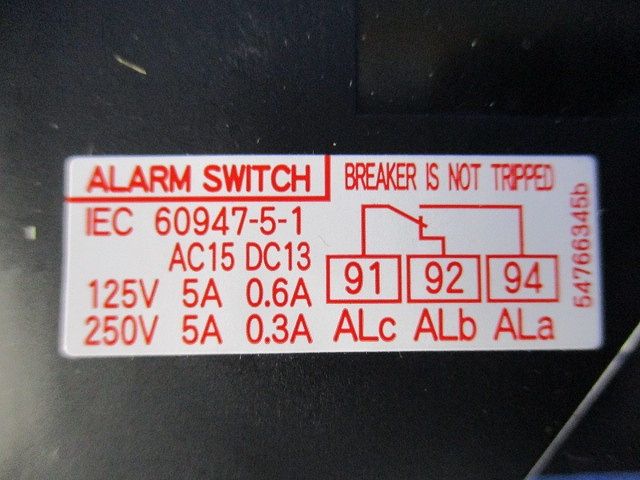 ALARM SWITCH
BREAKER IS NOT TRIPPED
IEC 60947-5-1
AC15 DC13
125V 5A 0.6A
250V 5A 0.3A
91 92 94
ALc ALb ALa
54766345b